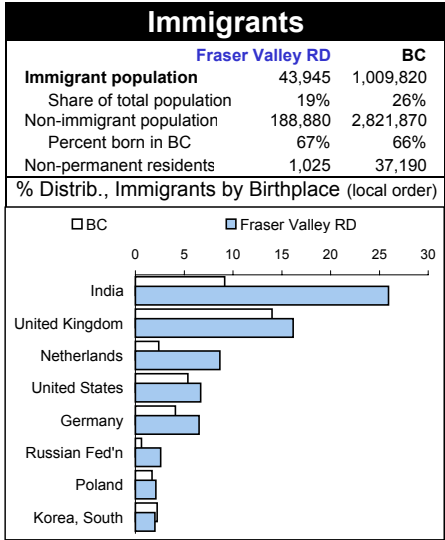 Immigrants
Fraser Valley RD BC
Immigrant population 43,945 1,009,820
Share of total population 19% 26%
Non-immigrant population 188,880 2,821,870
Percent born in BC 67% 66%
Non-permanent residents 1,025 37,190
% Distrib., Immigrants by Birthplace (local order)
BC Fraser Valley RD
0 5 10 15 20 25 30
India
United Kingdom
Netherlands
United States
Germany
Russian Fed'n
Poland
Korea, South